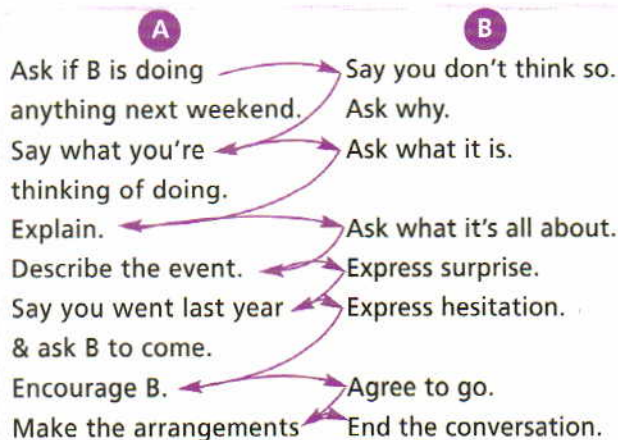 A B
Ask if B is doing Say you don't think so.
anything next weekend. Ask why.
Say what you're Ask what it is.
thinking of doing.
Explain. Ask what it's all about.
Describe the event. Express surprise.
Say you went last year Express hesitation.
& ask B to come.
Encourage B. Agree to go.
Make the arrangements End the conversation.